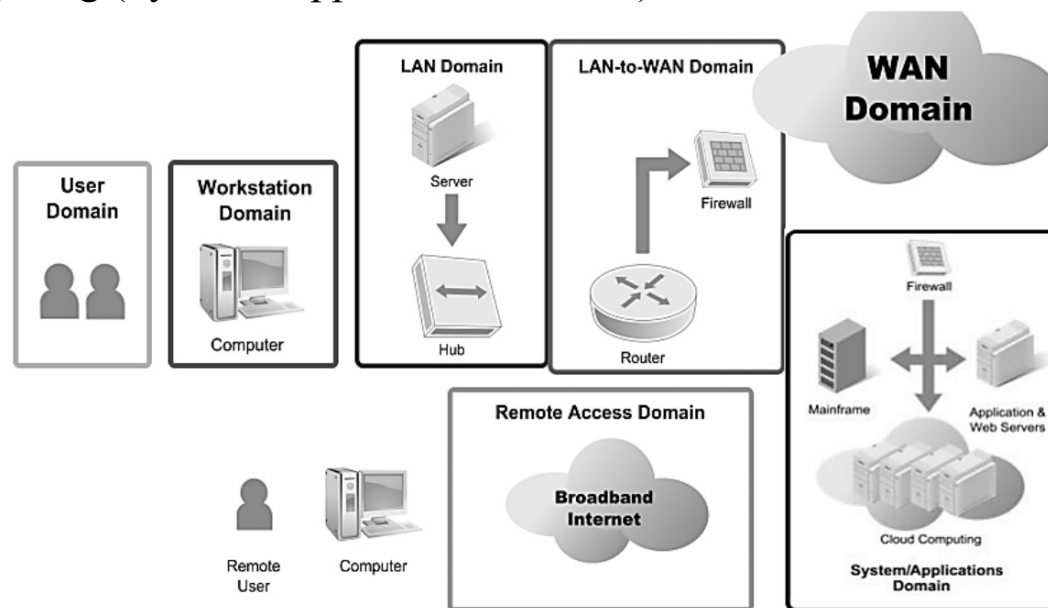 LAN Domain
Server
Hub
LAN-to-WAN Domain
Firewall
Router
WAN
Domain
User
Domain
Workstation
Domain
Computer
Firewall
Mainframe
Application &
Web Servers
Cloud Computing
System/Applications
Domain
Remote Access Domain
Broadband
Internet
Remote
User
Computer